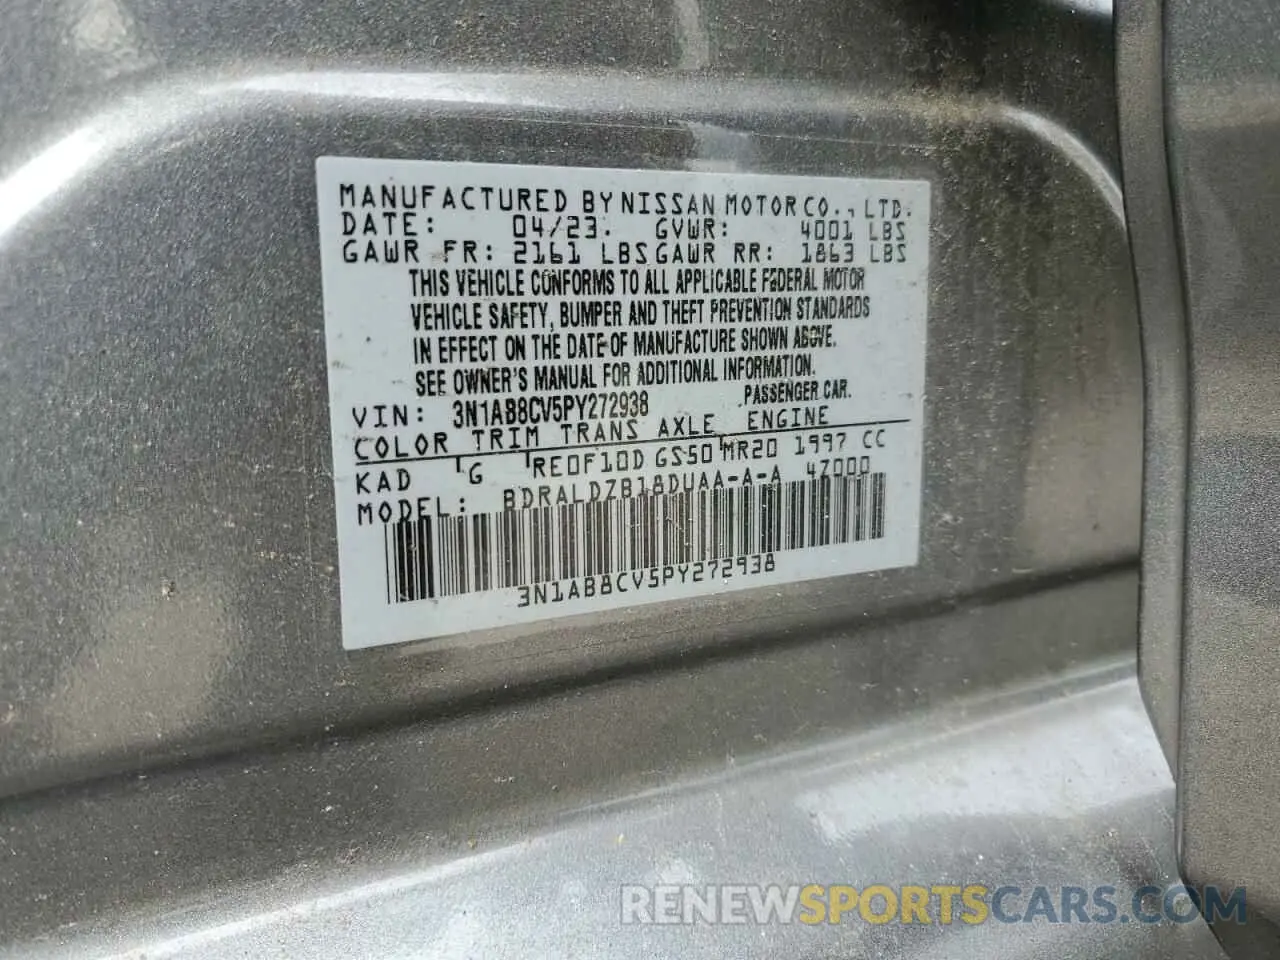 MANUFACTURED BY NISSAN MOTOR CO., LTD.
DATE: 04/23. GVWR: 4001 LBS
GAWR FR: 2161 LBS GAWR RR: 1863 LBS
THIS VEHICLE CONFORMS TO ALL APPLICABLE FEDERAL MOTOR
VEHICLE SAFETY, BUMPER AND THEFT PREVENTION STANDARDS
IN EFFECT ON THE DATE OF MANUFACTURE SHOWN ABOVE.
SEE OWNER'S MANUAL FOR ADDITIONAL INFORMATION.
VIN: 3N1AB8CV5PY272938 PASSENGER CAR.
COLOR TRIM TRANS AXLE ENGINE
KAD G RE0F10D GS50 MR20 1997 CC
MODEL: BDRALDZB18DUAA-A-A 4Z000
3N1AB8CV5PY272938
RENEWSPORTSCARS.COM